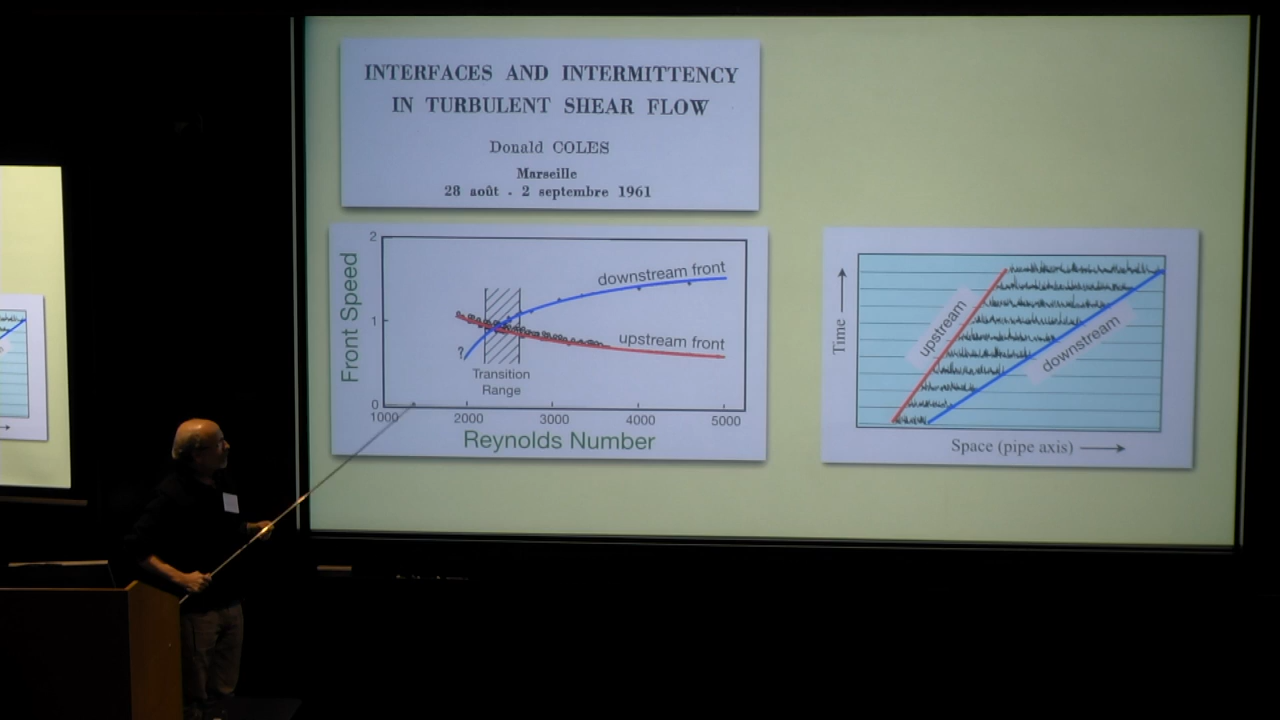 INTERFACES AND INTERMITTENCY
IN TURBULENT SHEAR FLOW
Donald COLES
Marseille
28 août - 2 septembre 1961
Front Speed
2
1
0
downstream front
upstream front
?
Transition
Range
1000 2000 3000 4000 5000
Reynolds Number
Time
upstream
downstream
Space (pipe axis)